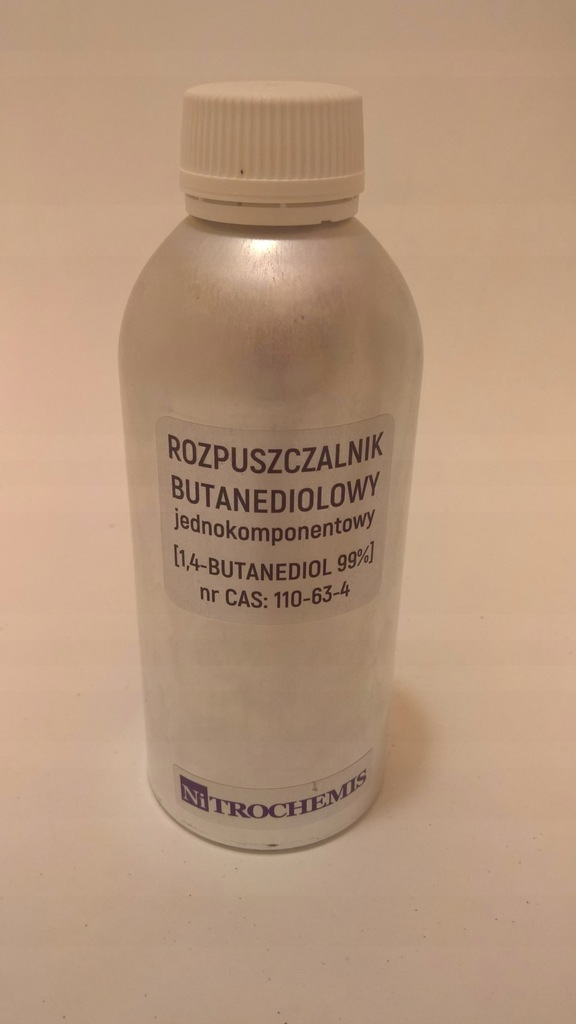 ROZPUSZCZALNIK
BUTANEDIOLOWY
jednokomponentowy
[1,4-BUTANEDIOL 99%]
nr CAS: 110-63-4
NiTROCHEMIS